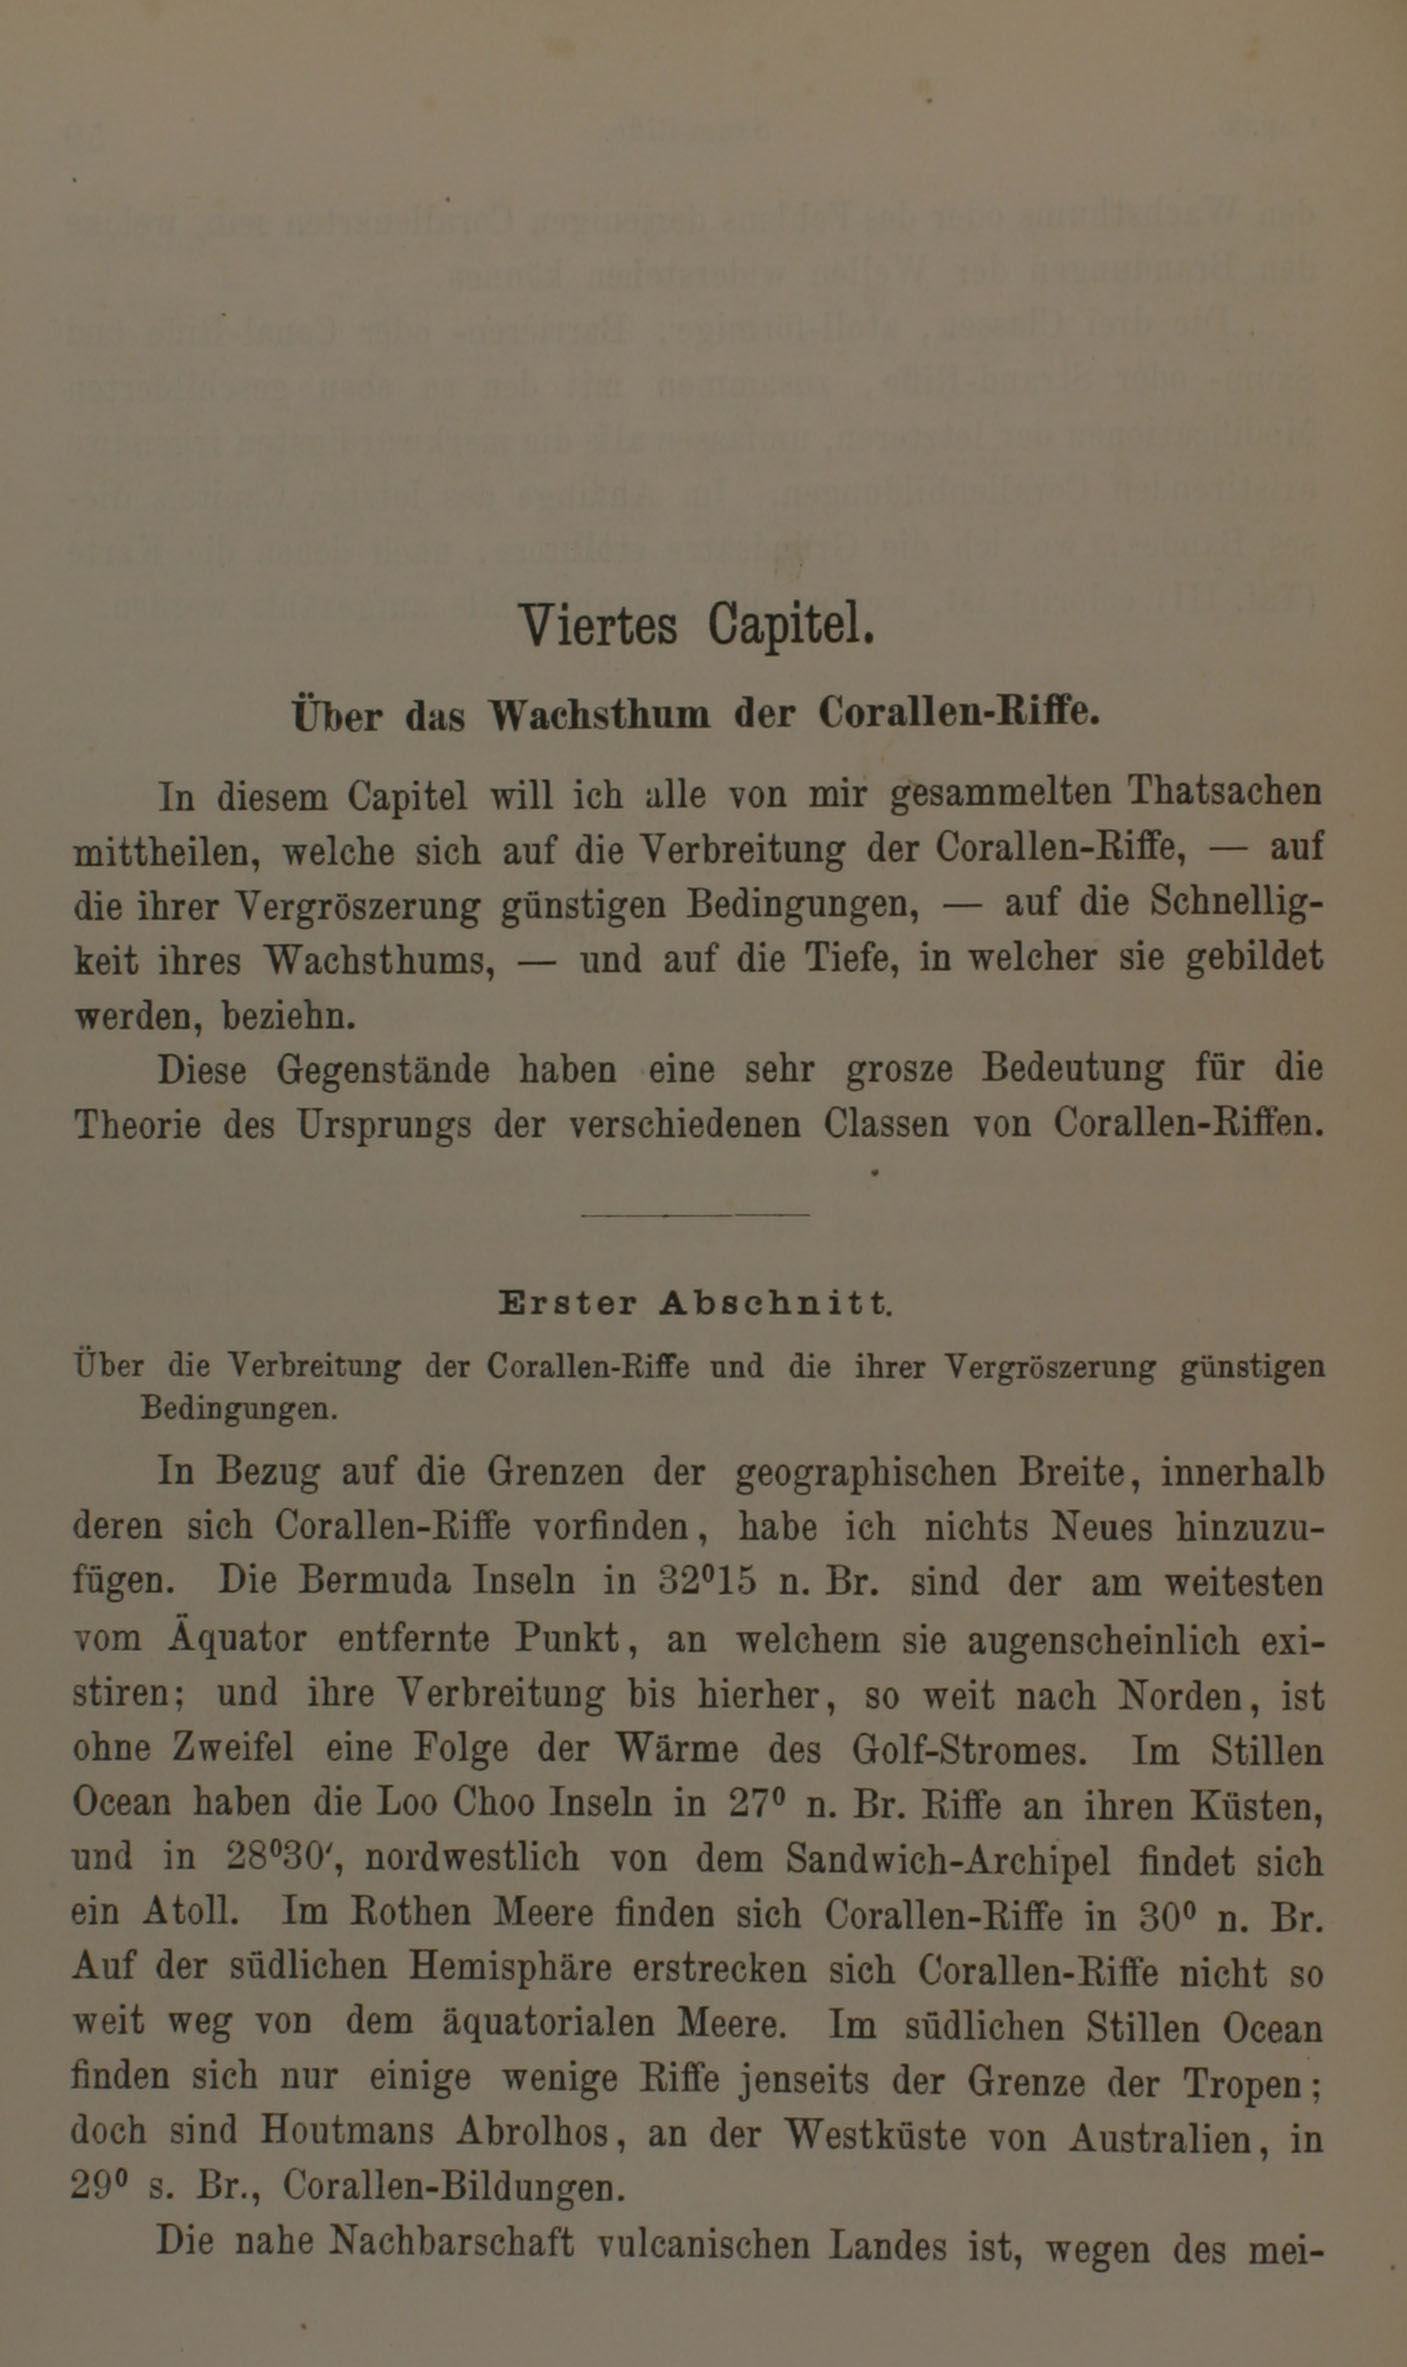 Viertes Capitel.
Über das Wachsthum der Corallen-Riffe.
In diesem Capitel will ich alle von mir gesammelten Thatsachen
mittheilen, welche sich auf die Verbreitung der Corallen-Riffe, — auf
die ihrer Vergröszerung günstigen Bedingungen, — auf die Schnellig-
keit ihres Wachsthums, — und auf die Tiefe, in welcher sie gebildet
werden, beziehn.
Diese Gegenstände haben eine sehr grosze Bedeutung für die
Theorie des Ursprungs der verschiedenen Classen von Corallen-Riffen.
Erster Abschnitt.
Über die Verbreitung der Corallen-Riffe und die ihrer Vergröszerung günstigen
Bedingungen.
In Bezug auf die Grenzen der geographischen Breite, innerhalb
deren sich Corallen-Riffe vorfinden, habe ich nichts Neues hinzuzu-
fügen. Die Bermuda Inseln in 32⁰15 n. Br. sind der am weitesten
vom Äquator entfernte Punkt, an welchem sie augenscheinlich exi-
stiren; und ihre Verbreitung bis hierher, so weit nach Norden, ist
ohne Zweifel eine Folge der Wärme des Golf-Stromes. Im Stillen
Ocean haben die Loo Choo Inseln in 27⁰ n. Br. Riffe an ihren Küsten,
und in 28⁰30′, nordwestlich von dem Sandwich-Archipel findet sich
ein Atoll. Im Rothen Meere finden sich Corallen-Riffe in 30⁰ n. Br.
Auf der südlichen Hemisphäre erstrecken sich Corallen-Riffe nicht so
weit weg von dem äquatorialen Meere. Im südlichen Stillen Ocean
finden sich nur einige wenige Riffe jenseits der Grenze der Tropen;
doch sind Houtmans Abrolhos, an der Westküste von Australien, in
29⁰ s. Br., Corallen-Bildungen.
Die nahe Nachbarschaft vulcanischen Landes ist, wegen des mei-